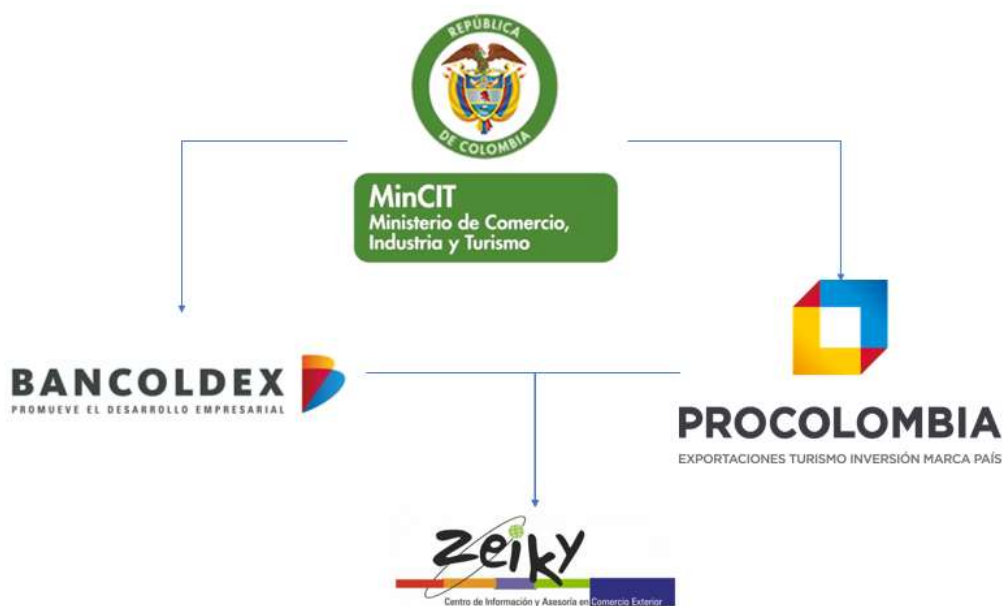 REPÚBLICA
DE COLOMBIA
MinCIT
Ministerio de Comercio,
Industria y Turismo
BANCOLDEX
PROMUEVE EL DESARROLLO EMPRESARIAL
PROCOLOMBIA
EXPORTACIONES TURISMO INVERSIÓN MARCA PAÍS
zeiky
Centro de Información y Asesoría en Comercio Exterior